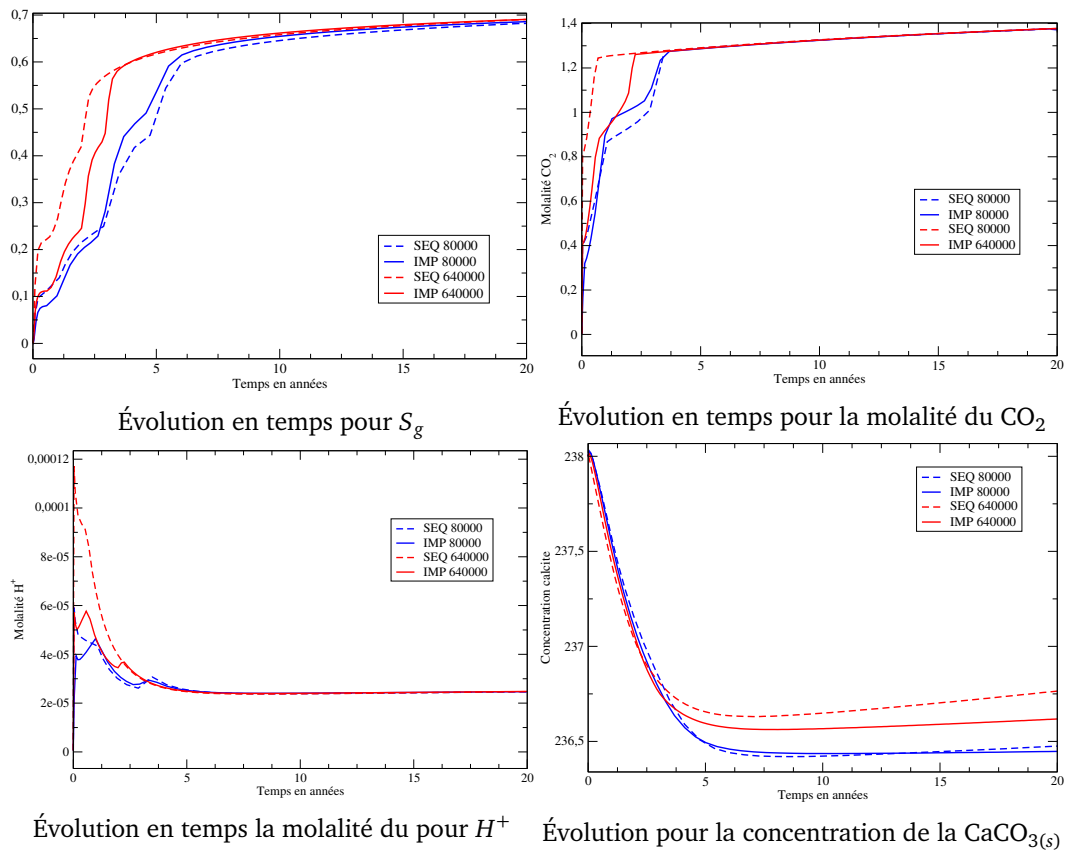 0,7
0,6
0,5
0,4
0,3
0,2
0,1
0
0 5 10 15 20
Temps en années
SEQ 80000
IMP 80000
SEQ 640000
IMP 640000
Évolution en temps pour S_g
1,4
1,2
1
0,8
0,6
0,4
0,2
0
Molalité CO₂
0 5 10 15 20
Temps en années
SEQ 80000
IMP 80000
SEQ 80000
IMP 640000
Évolution en temps pour la molalité du CO₂
0,00012
0,0001
8e-05
6e-05
4e-05
2e-05
0
Molalité H⁺
0 5 10 15 20
Temps en années
SEQ 80000
IMP 80000
SEQ 640000
IMP 640000
Évolution en temps la molalité du pour H⁺
238
237,5
237
236,5
Concentration calcite
0 5 10 15 20
Temps en années
SEQ 80000
IMP 80000
SEQ 640000
IMP 640000
Évolution pour la concentration de la CaCO₃₍ₛ₎